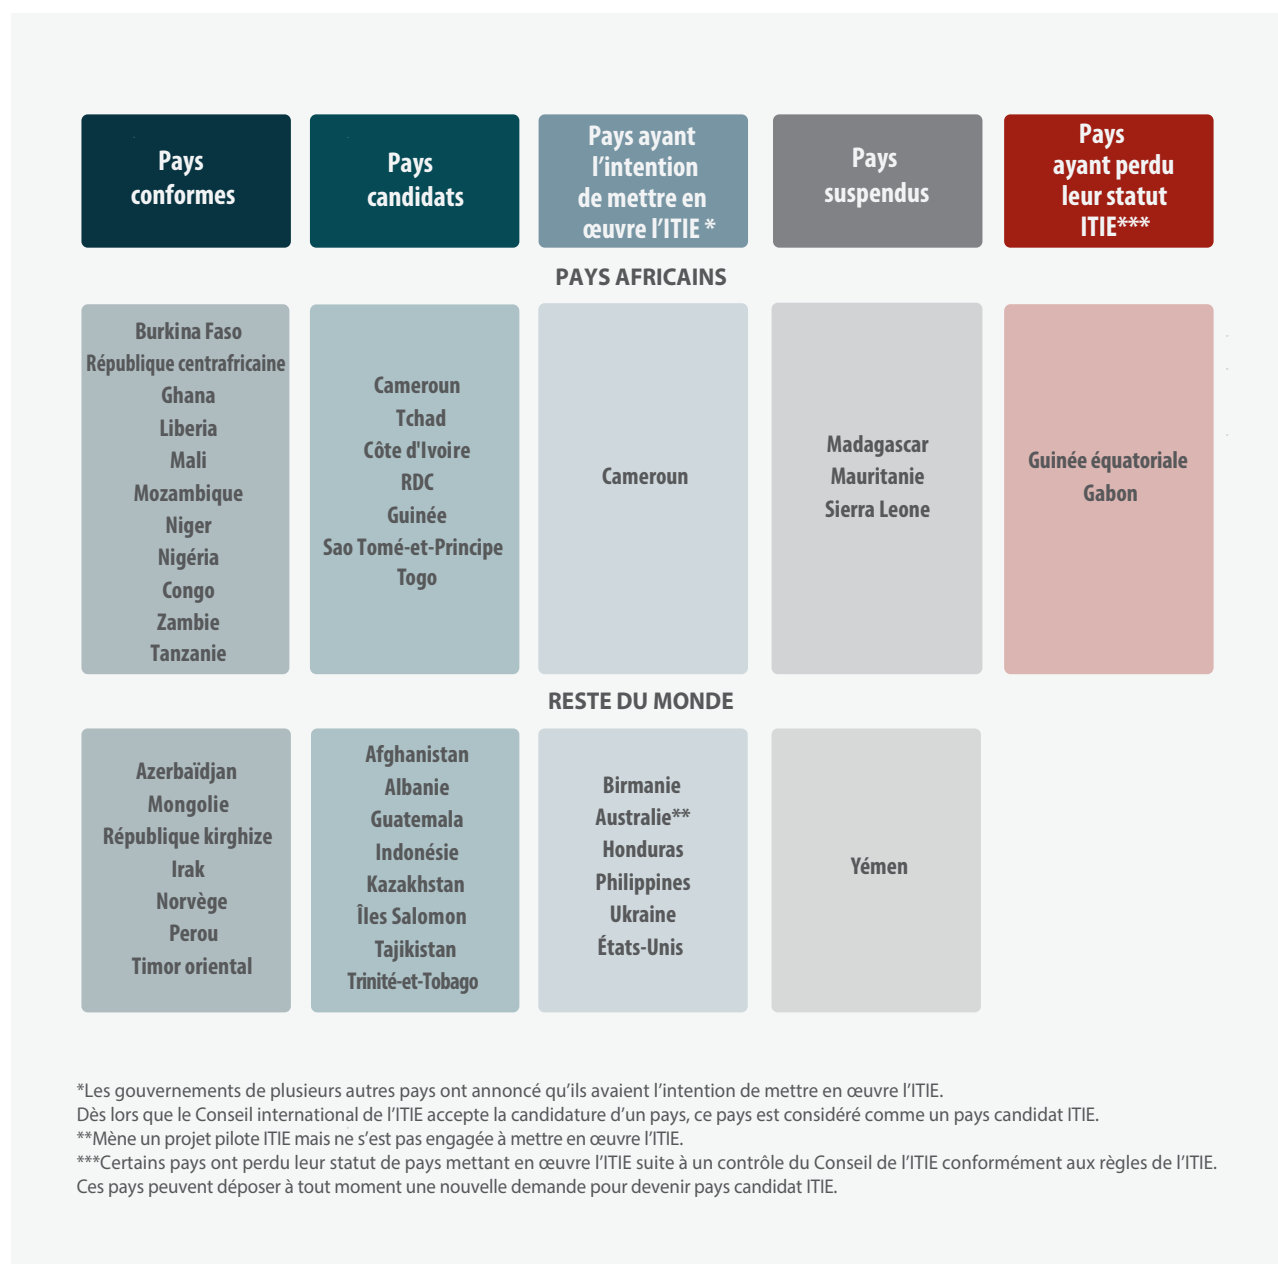 Pays
conformes
Pays
candidats
Pays ayant
l’intention
de mettre en
œuvre l’ITIE *
Pays
suspendus
Pays
ayant perdu
leur statut
ITIE***
PAYS AFRICAINS
Burkina Faso
République centrafricaine
Ghana
Liberia
Mali
Mozambique
Niger
Nigéria
Congo
Zambie
Tanzanie
Cameroun
Tchad
Côte d'Ivoire
RDC
Guinée
Sao Tomé-et-Principe
Togo
Cameroun
Madagascar
Mauritanie
Sierra Leone
Guinée équatoriale
Gabon
RESTE DU MONDE
Azerbaïdjan
Mongolie
République kirghize
Irak
Norvège
Perou
Timor oriental
Afghanistan
Albanie
Guatemala
Indonésie
Kazakhstan
Îles Salomon
Tajikistan
Trinité-et-Tobago
Birmanie
Australie**
Honduras
Philippines
Ukraine
États-Unis
Yémen
*Les gouvernements de plusieurs autres pays ont annoncé qu’ils avaient l’intention de mettre en œuvre l’ITIE.
Dès lors que le Conseil international de l’ITIE accepte la candidature d’un pays, ce pays est considéré comme un pays candidat ITIE.
**Mène un projet pilote ITIE mais ne s’est pas engagée à mettre en œuvre l’ITIE.
***Certains pays ont perdu leur statut de pays mettant en œuvre l’ITIE suite à un contrôle du Conseil de l’ITIE conformément aux règles de l’ITIE.
Ces pays peuvent déposer à tout moment une nouvelle demande pour devenir pays candidat ITIE.